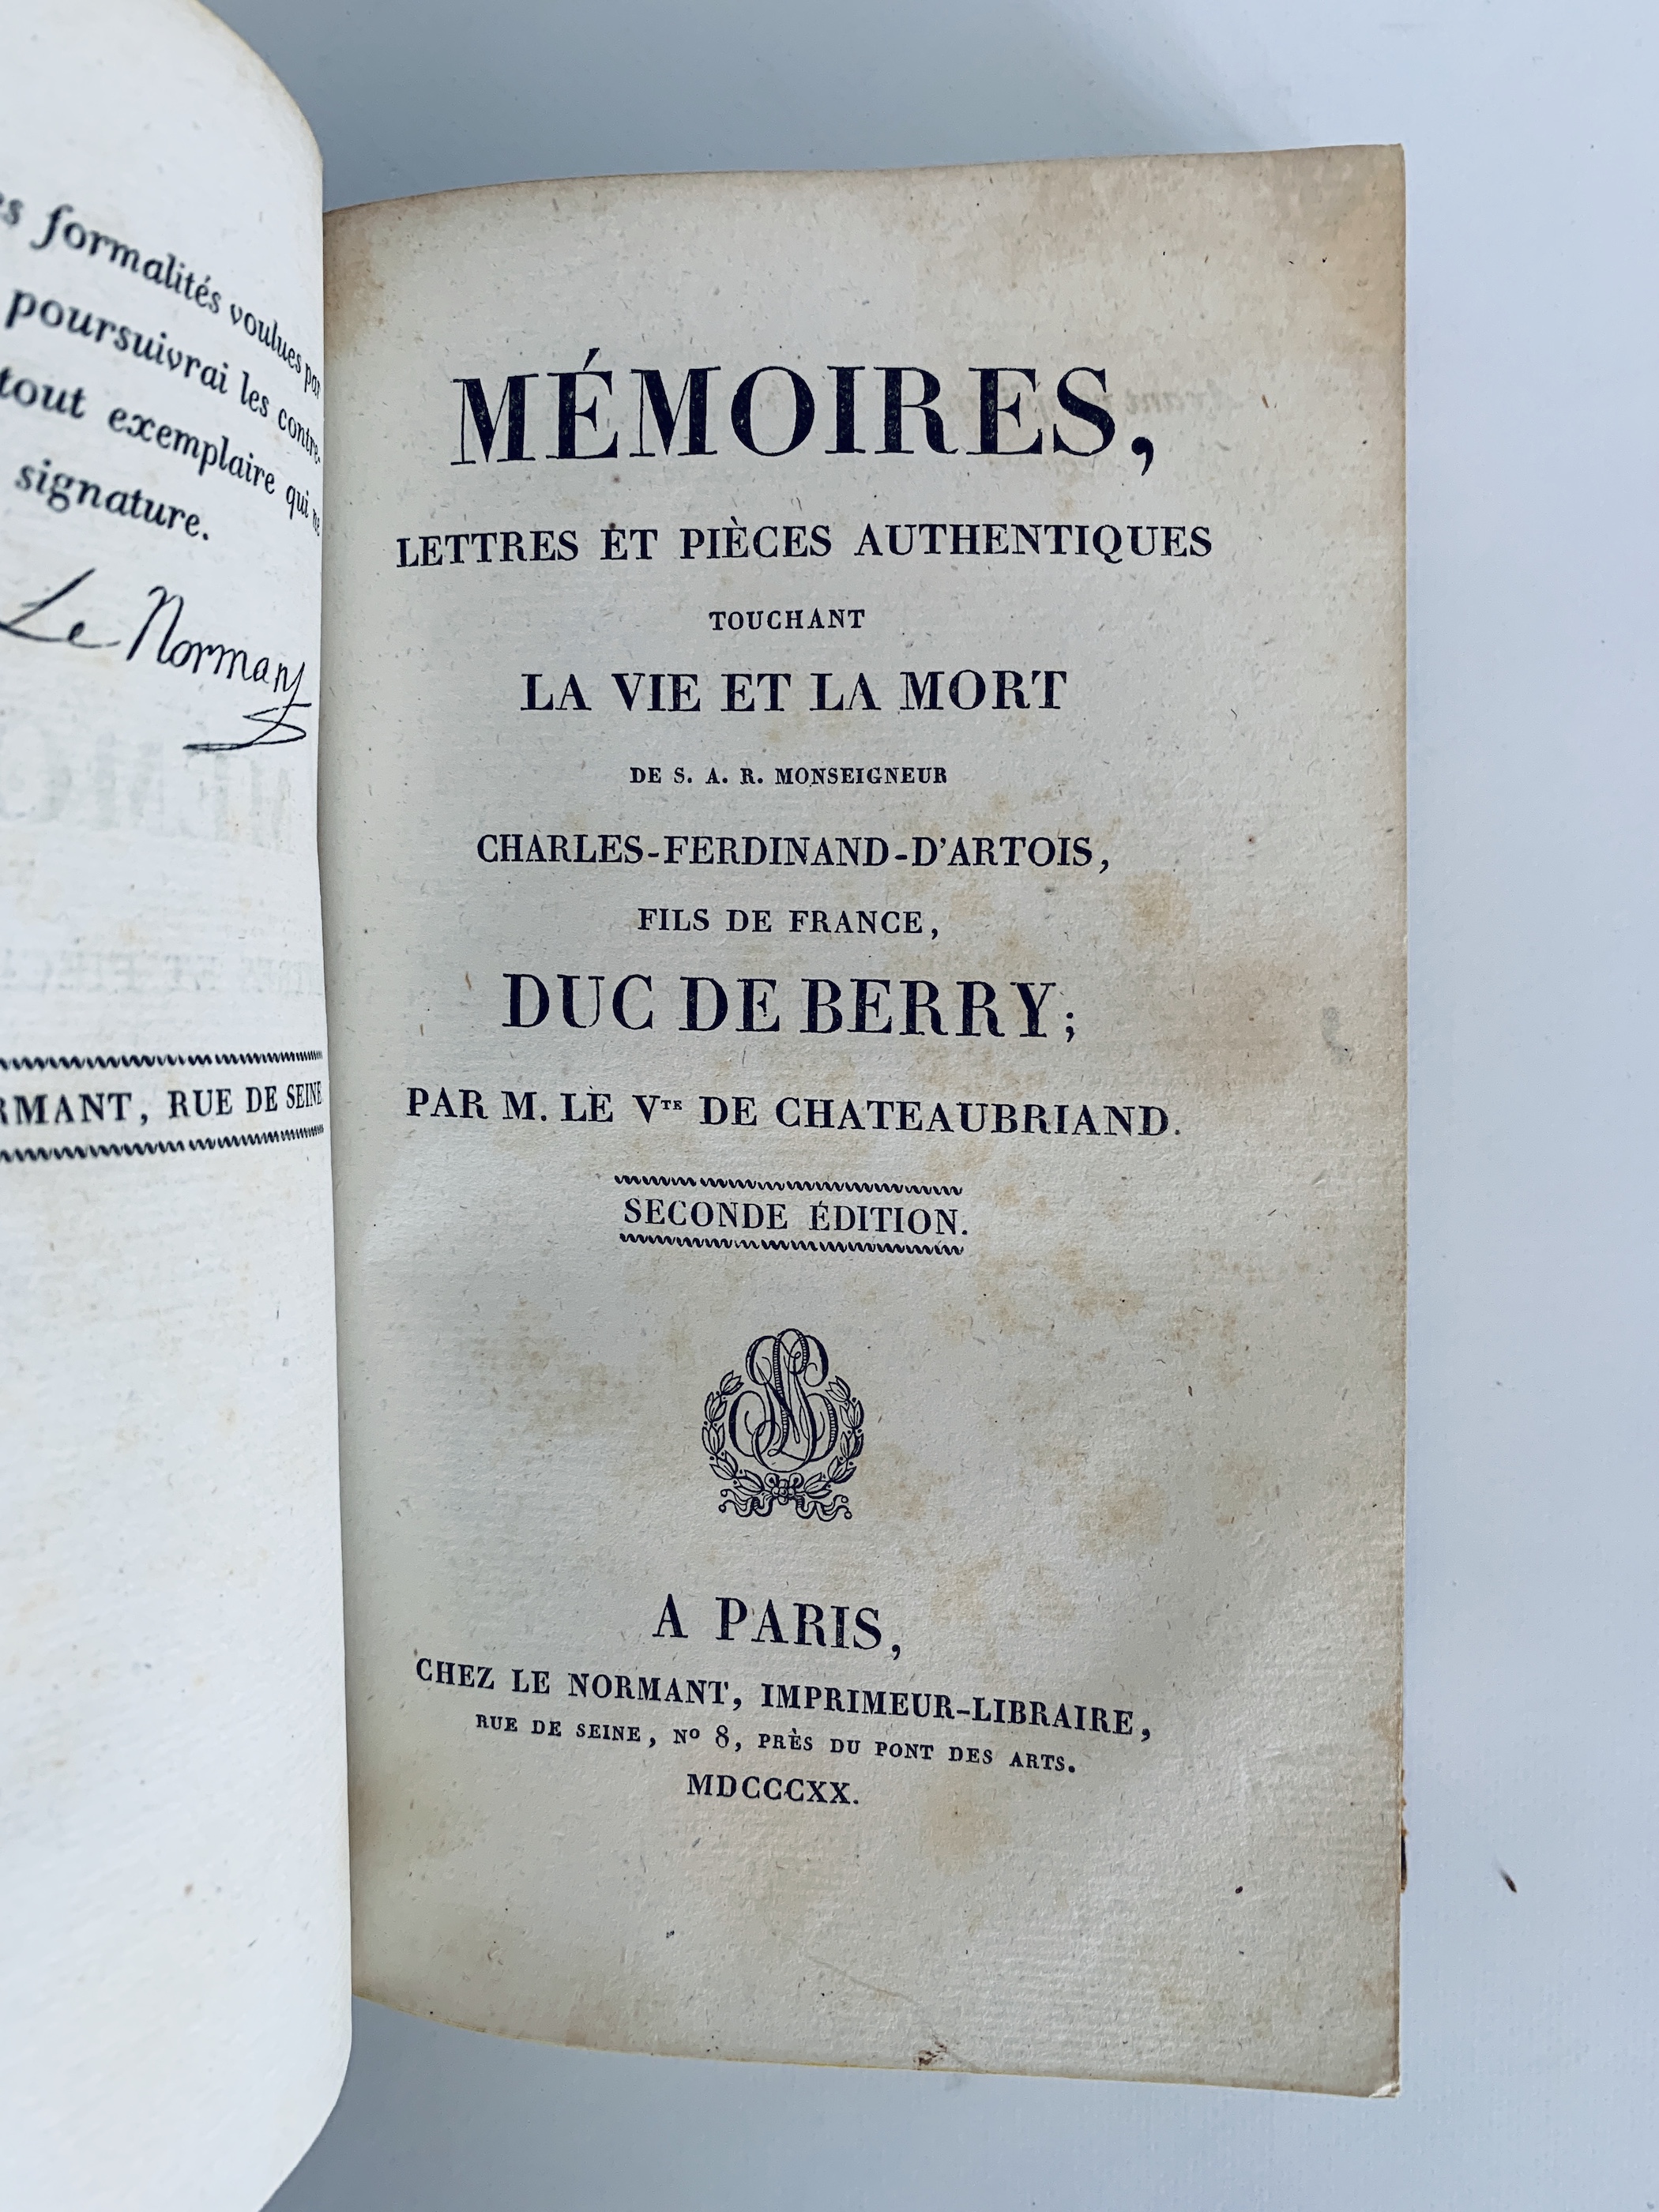 formalités voulues par
poursuivrai les contre-
tout exemplaire qui ne
signature.
Le Normant
RMANT, RUE DE SEINE
MÉMOIRES,
LETTRES ET PIÈCES AUTHENTIQUES
TOUCHANT
LA VIE ET LA MORT
DE S. A. R. MONSEIGNEUR
CHARLES-FERDINAND-D'ARTOIS,
FILS DE FRANCE,
DUC DE BERRY;
PAR M. LE VTE DE CHATEAUBRIAND.
SECONDE ÉDITION.
A PARIS,
CHEZ LE NORMANT, IMPRIMEUR-LIBRAIRE,
RUE DE SEINE, No 8, PRÈS DU PONT DES ARTS.
MDCCCXX.